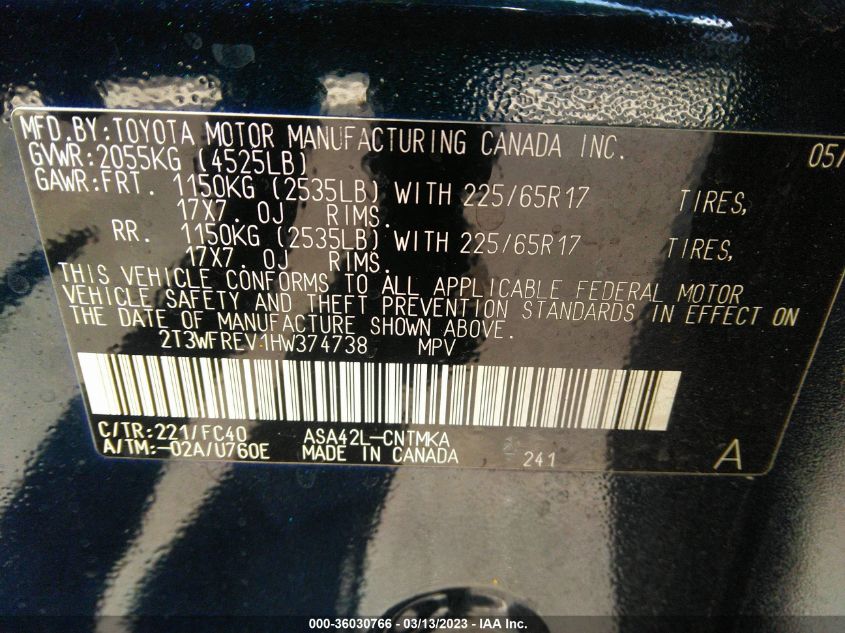 MFD.BY:TOYOTA MOTOR MANUFACTURING CANADA INC. 05/
GVWR:2055KG (4525LB)
GAWR:FRT. 1150KG (2535LB) WITH 225/65R17 TIRES,
17X7.0J RIMS.
RR. 1150KG (2535LB) WITH 225/65R17 TIRES,
17X7.0J RIMS.
THIS VEHICLE CONFORMS TO ALL APPLICABLE FEDERAL MOTOR
VEHICLE SAFETY AND THEFT PREVENTION STANDARDS IN EFFECT ON
THE DATE OF MANUFACTURE SHOWN ABOVE.
2T3WFREV1HW374738 MPV
C/TR:221/FC40 ASA42L-CNTMKA
A/TM:-02A/U760E MADE IN CANADA 241 A
000-36030766 - 03/13/2023 - IAA Inc.